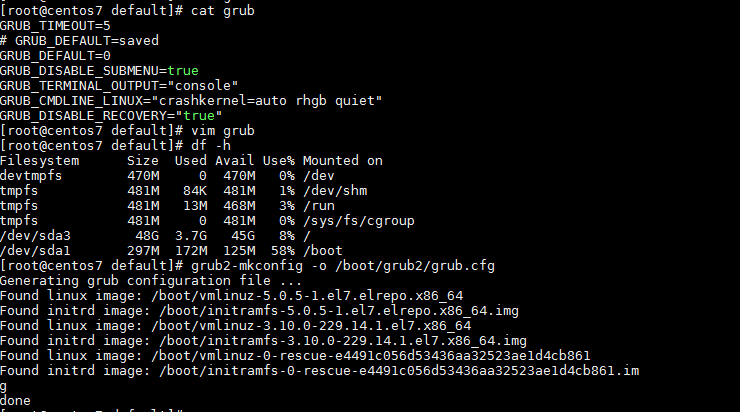 [root@centos7 default]# cat grub
GRUB_TIMEOUT=5
# GRUB_DEFAULT=saved
GRUB_DEFAULT=0
GRUB_DISABLE_SUBMENU=true
GRUB_TERMINAL_OUTPUT="console"
GRUB_CMDLINE_LINUX="crashkernel=auto rhgb quiet"
GRUB_DISABLE_RECOVERY="true"
[root@centos7 default]# vim grub
[root@centos7 default]# df -h
Filesystem      Size  Used Avail Use% Mounted on
devtmpfs        470M     0  470M   0% /dev
tmpfs           481M   84K  481M   1% /dev/shm
tmpfs           481M   13M  468M   3% /run
tmpfs           481M     0  481M   0% /sys/fs/cgroup
/dev/sda3        48G  3.7G   45G   8% /
/dev/sda1       297M  172M  125M  58% /boot
[root@centos7 default]# grub2-mkconfig -o /boot/grub2/grub.cfg
Generating grub configuration file ...
Found linux image: /boot/vmlinuz-5.0.5-1.el7.elrepo.x86_64
Found initrd image: /boot/initramfs-5.0.5-1.el7.elrepo.x86_64.img
Found linux image: /boot/vmlinuz-3.10.0-229.14.1.el7.x86_64
Found initrd image: /boot/initramfs-3.10.0-229.14.1.el7.x86_64.img
Found linux image: /boot/vmlinuz-0-rescue-e4491c056d53436aa32523ae1d4cb861
Found initrd image: /boot/initramfs-0-rescue-e4491c056d53436aa32523ae1d4cb861.im
g
done
[root@centos7 default]#